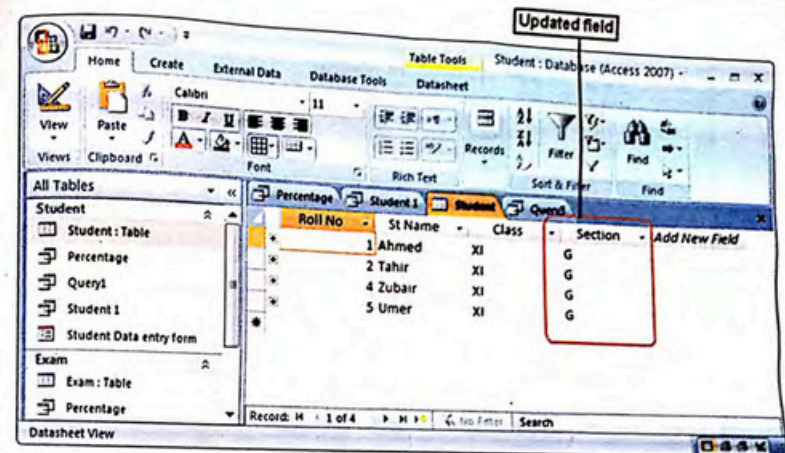 Updated field
Table Tools Student : Database (Access 2007) -
Home Create External Data Database Tools Datasheet
View Paste Calibri 11
B I U
A
Records Filter Find
Views Clipboard Font Rich Text Sort & Filter Find
All Tables
Percentage Student 1 Student
Student
Student : Table
Percentage
Query1
Student 1
Student Data entry form
Exam
Exam : Table
Percentage
Roll No St Name Class Section Add New Field
1 Ahmed XI G
2 Tahir XI G
4 Zubair XI G
5 Umer XI G
Record: 1 of 4 No Filter Search
Datasheet View